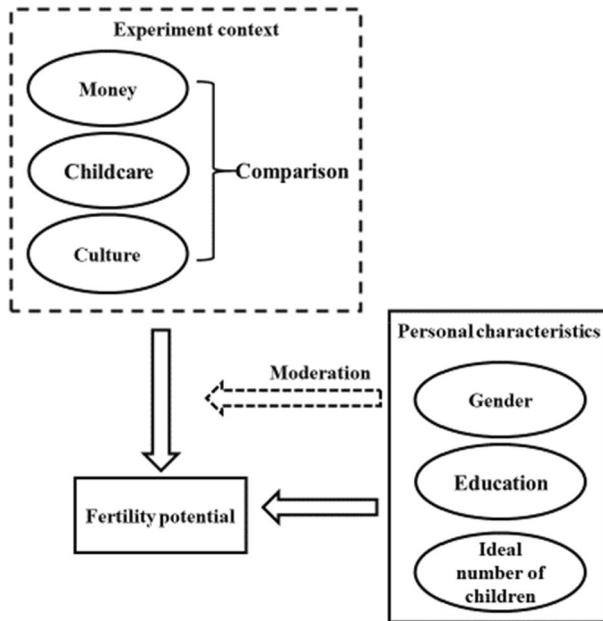 Experiment context
Money
Childcare
Comparison
Culture
Personal characteristics
Moderation
Gender
Education
Fertility potential
Ideal
number of
children